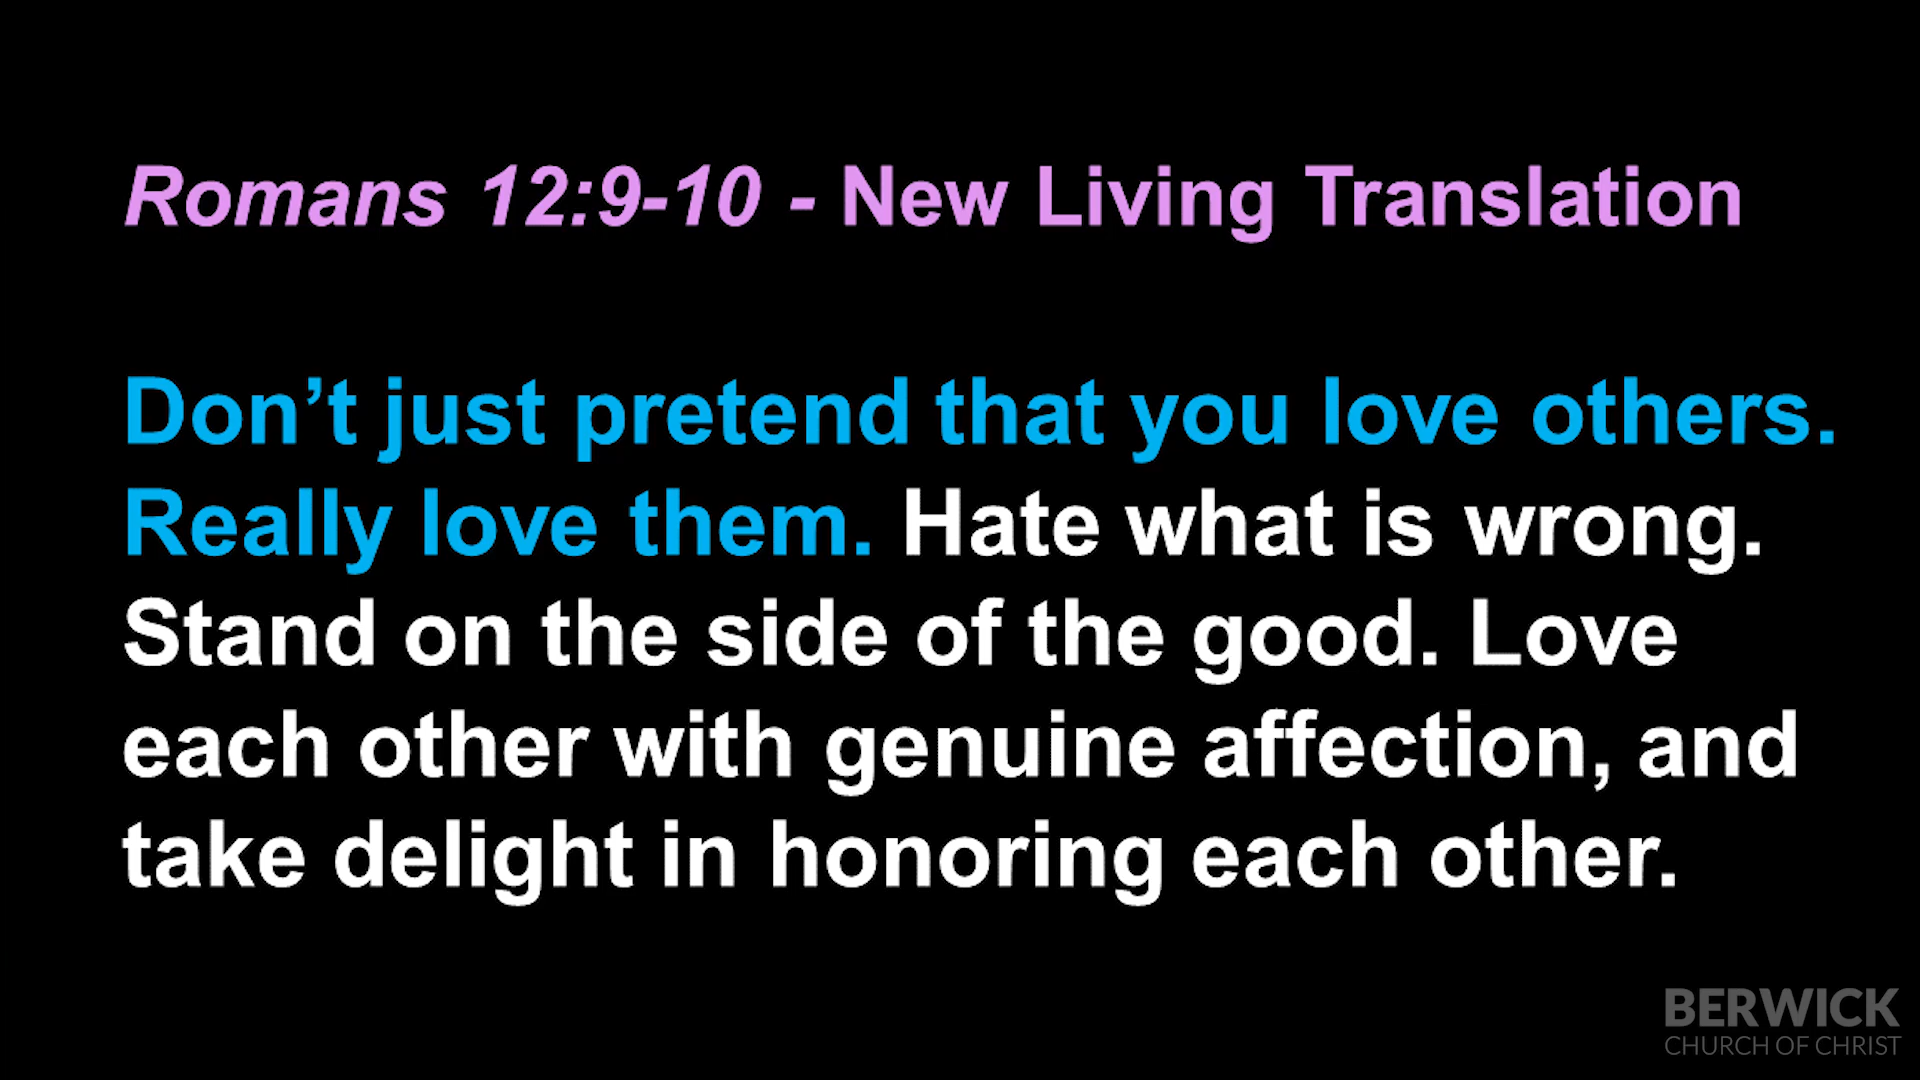 Romans 12:9-10 - New Living Translation
Don’t just pretend that you love others.
Really love them. Hate what is wrong.
Stand on the side of the good. Love
each other with genuine affection, and
take delight in honoring each other.
BERWICK
CHURCH OF CHRIST